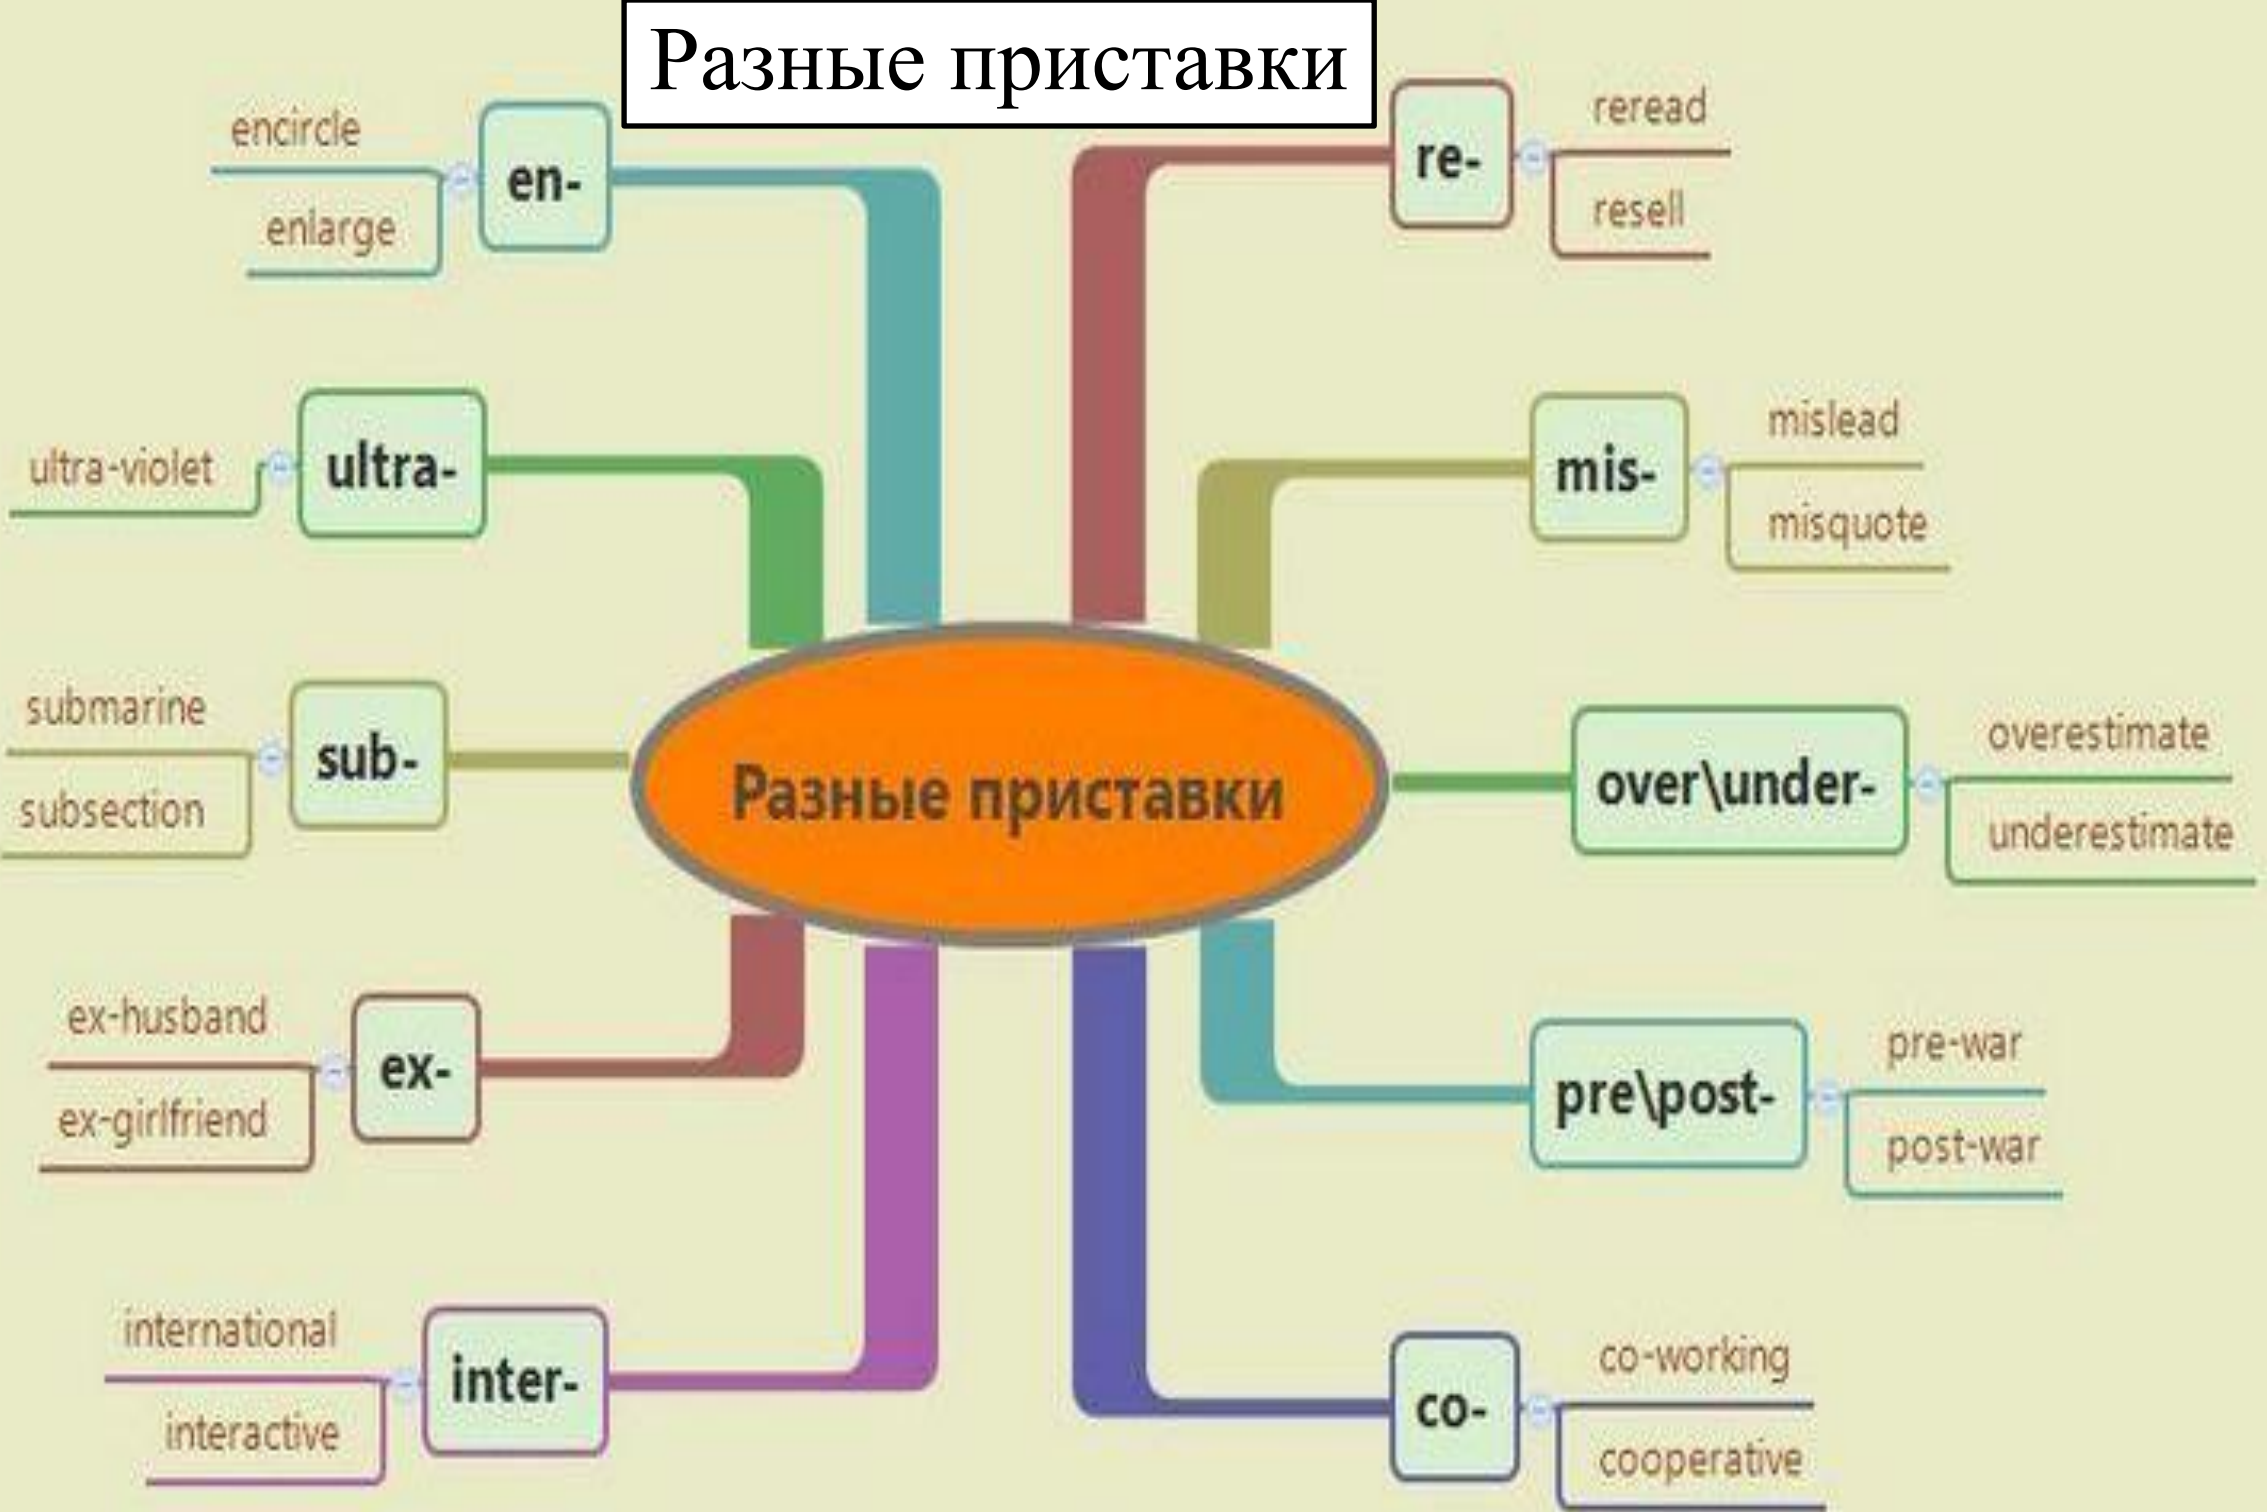 Разные приставки
encircle
enlarge
en-
re-
reread
resell
ultra-violet
ultra-
mis-
mislead
misquote
submarine
subsection
sub-
Разные приставки
over\under-
overestimate
underestimate
ex-husband
ex-girlfriend
ex-
pre\post-
pre-war
post-war
international
interactive
inter-
co-
co-working
cooperative